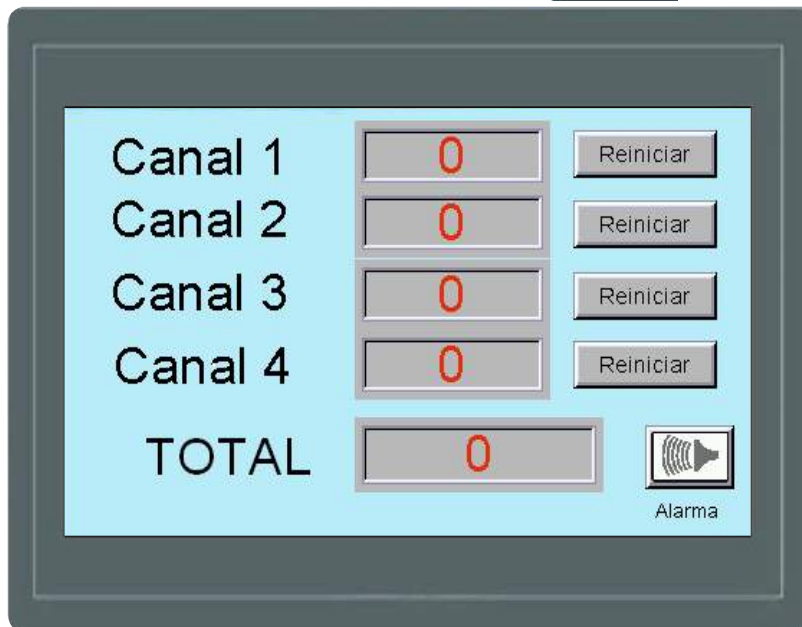 Canal 1 0 Reiniciar
Canal 2 0 Reiniciar
Canal 3 0 Reiniciar
Canal 4 0 Reiniciar
TOTAL 0
Alarma